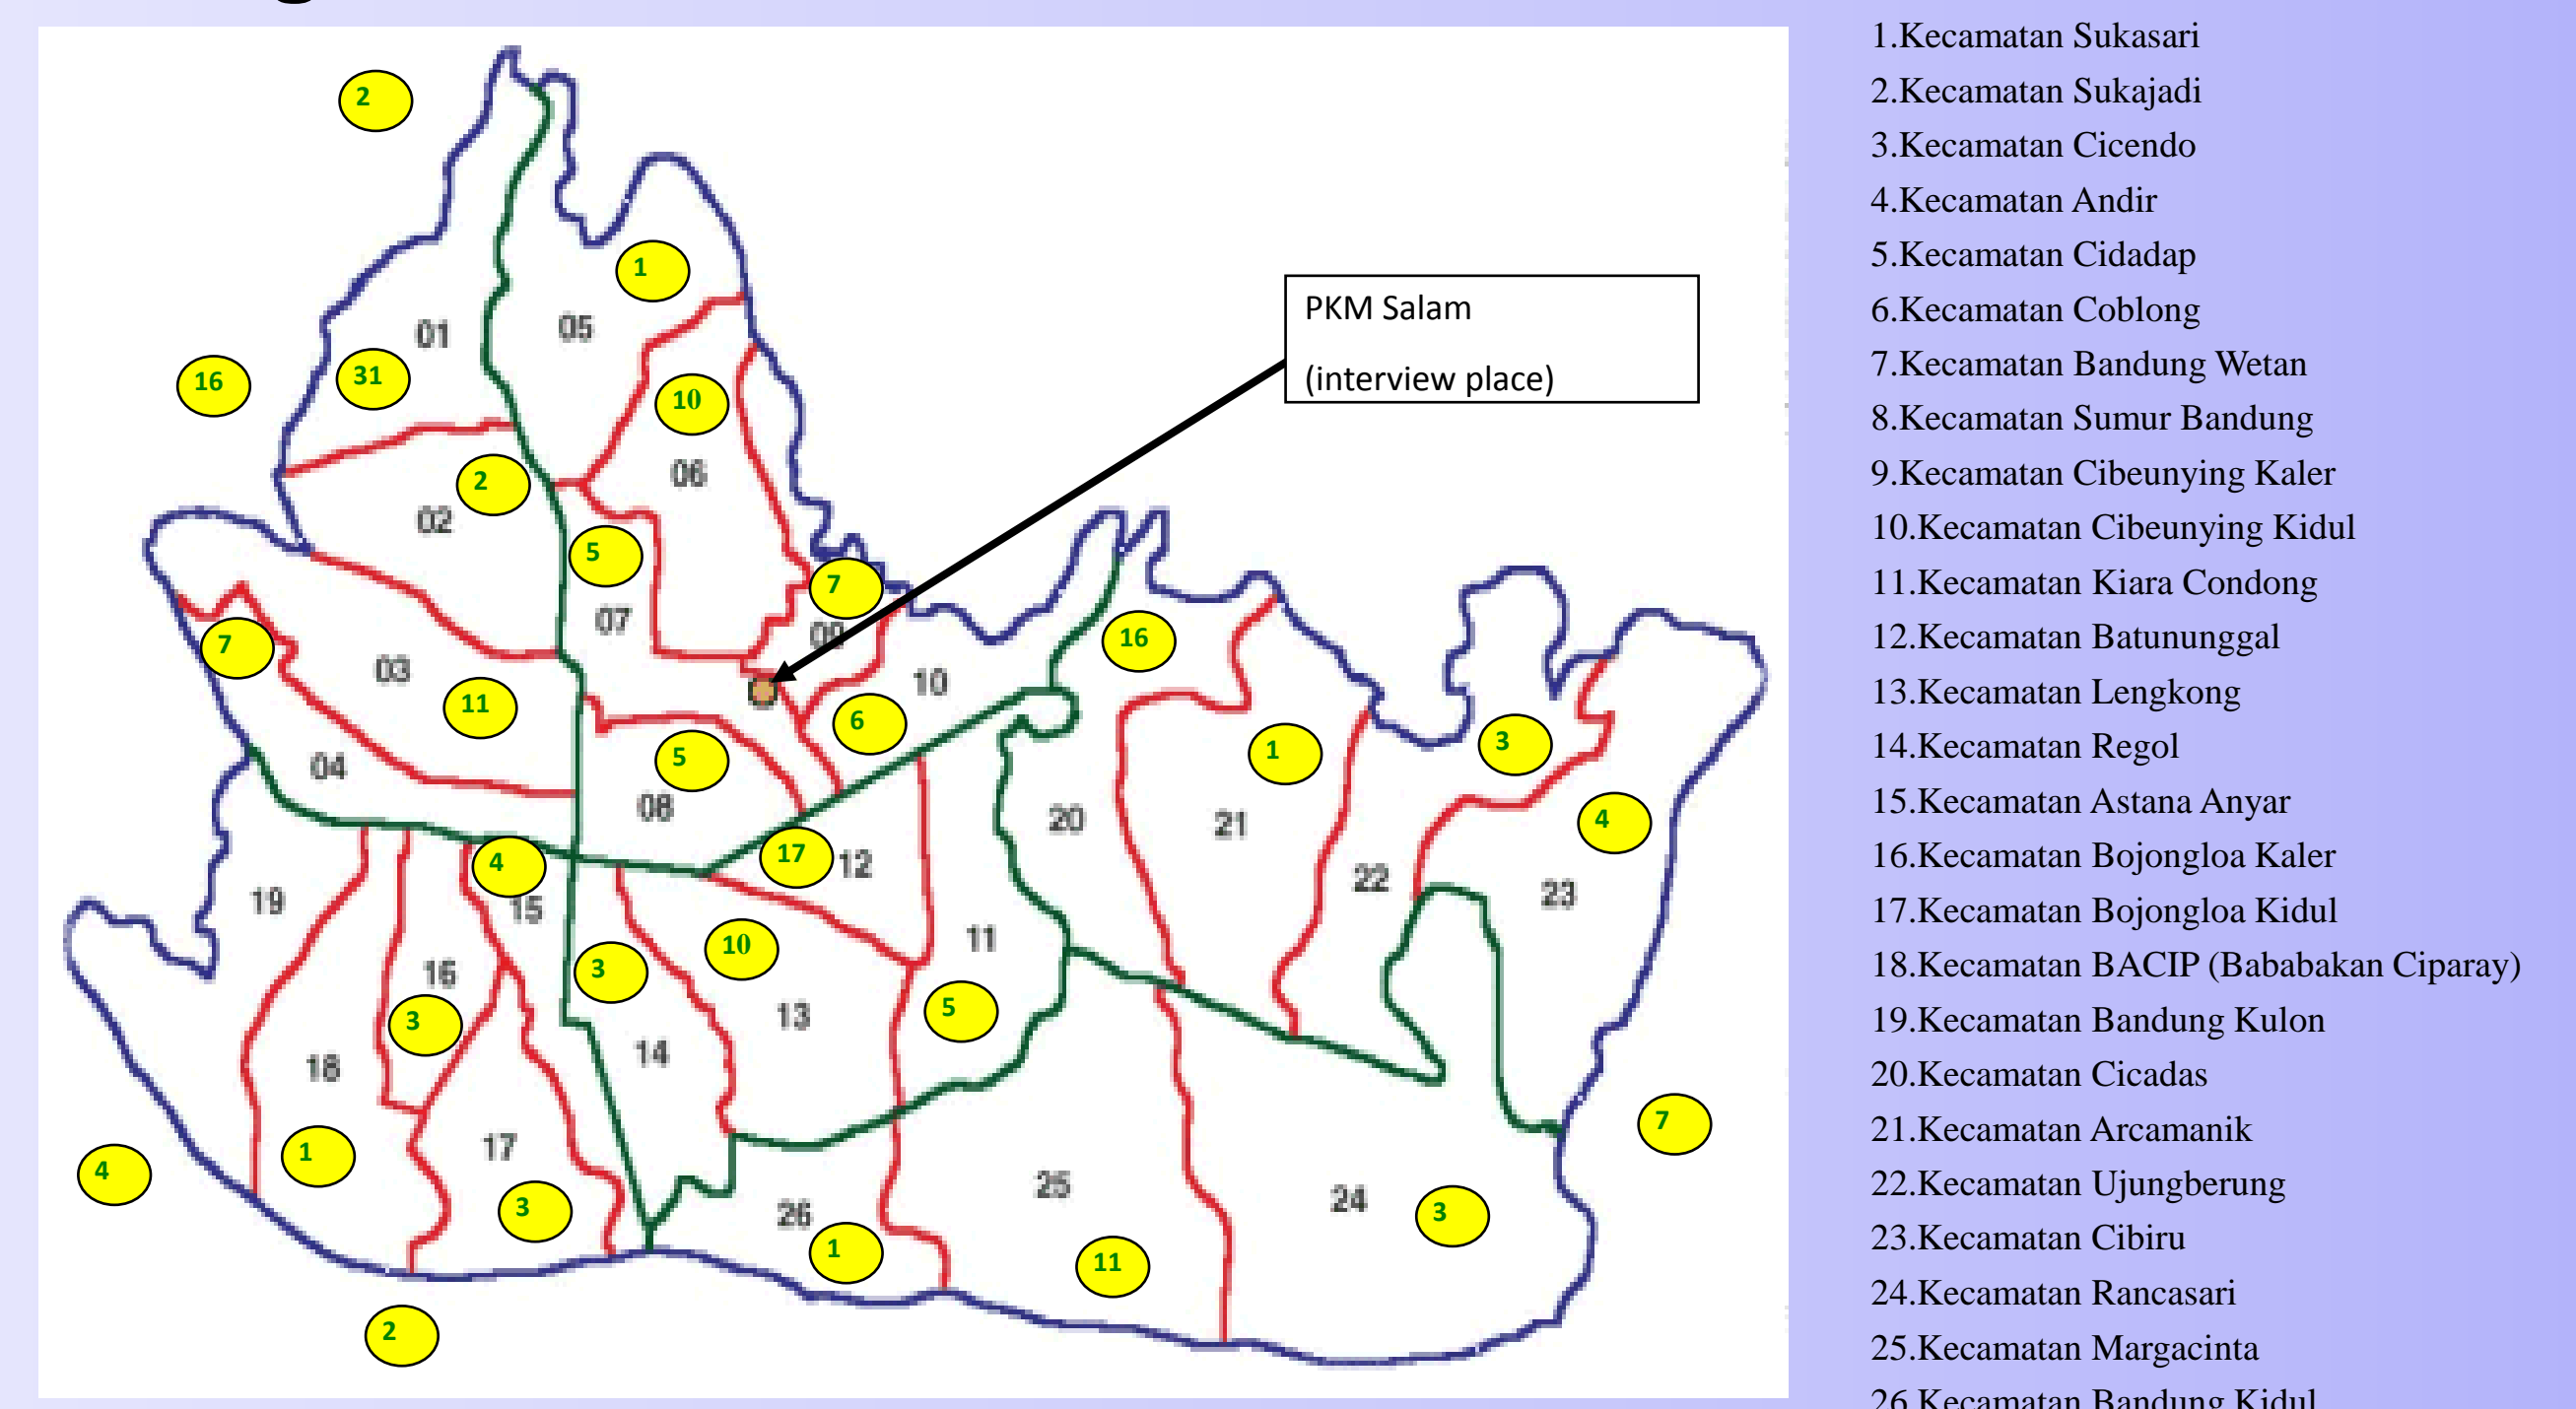 2
1
PKM Salam
(interview place)
01
05
16
31
10
2
06
02
5
7
07
09
16
7
03
10
11
6
3
1
5
04
08
20
21
4
17
12
4
22
23
19
15
11
10
16
3
13
3
5
14
18
7
17
1
4
25
24
3
26
3
1
11
2
1.Kecamatan Sukasari
2.Kecamatan Sukajadi
3.Kecamatan Cicendo
4.Kecamatan Andir
5.Kecamatan Cidadap
6.Kecamatan Coblong
7.Kecamatan Bandung Wetan
8.Kecamatan Sumur Bandung
9.Kecamatan Cibeunying Kaler
10.Kecamatan Cibeunying Kidul
11.Kecamatan Kiara Condong
12.Kecamatan Batununggal
13.Kecamatan Lengkong
14.Kecamatan Regol
15.Kecamatan Astana Anyar
16.Kecamatan Bojongloa Kaler
17.Kecamatan Bojongloa Kidul
18.Kecamatan BACIP (Bababakan Ciparay)
19.Kecamatan Bandung Kulon
20.Kecamatan Cicadas
21.Kecamatan Arcamanik
22.Kecamatan Ujungberung
23.Kecamatan Cibiru
24.Kecamatan Rancasari
25.Kecamatan Margacinta
26.Kecamatan Bandung Kidul